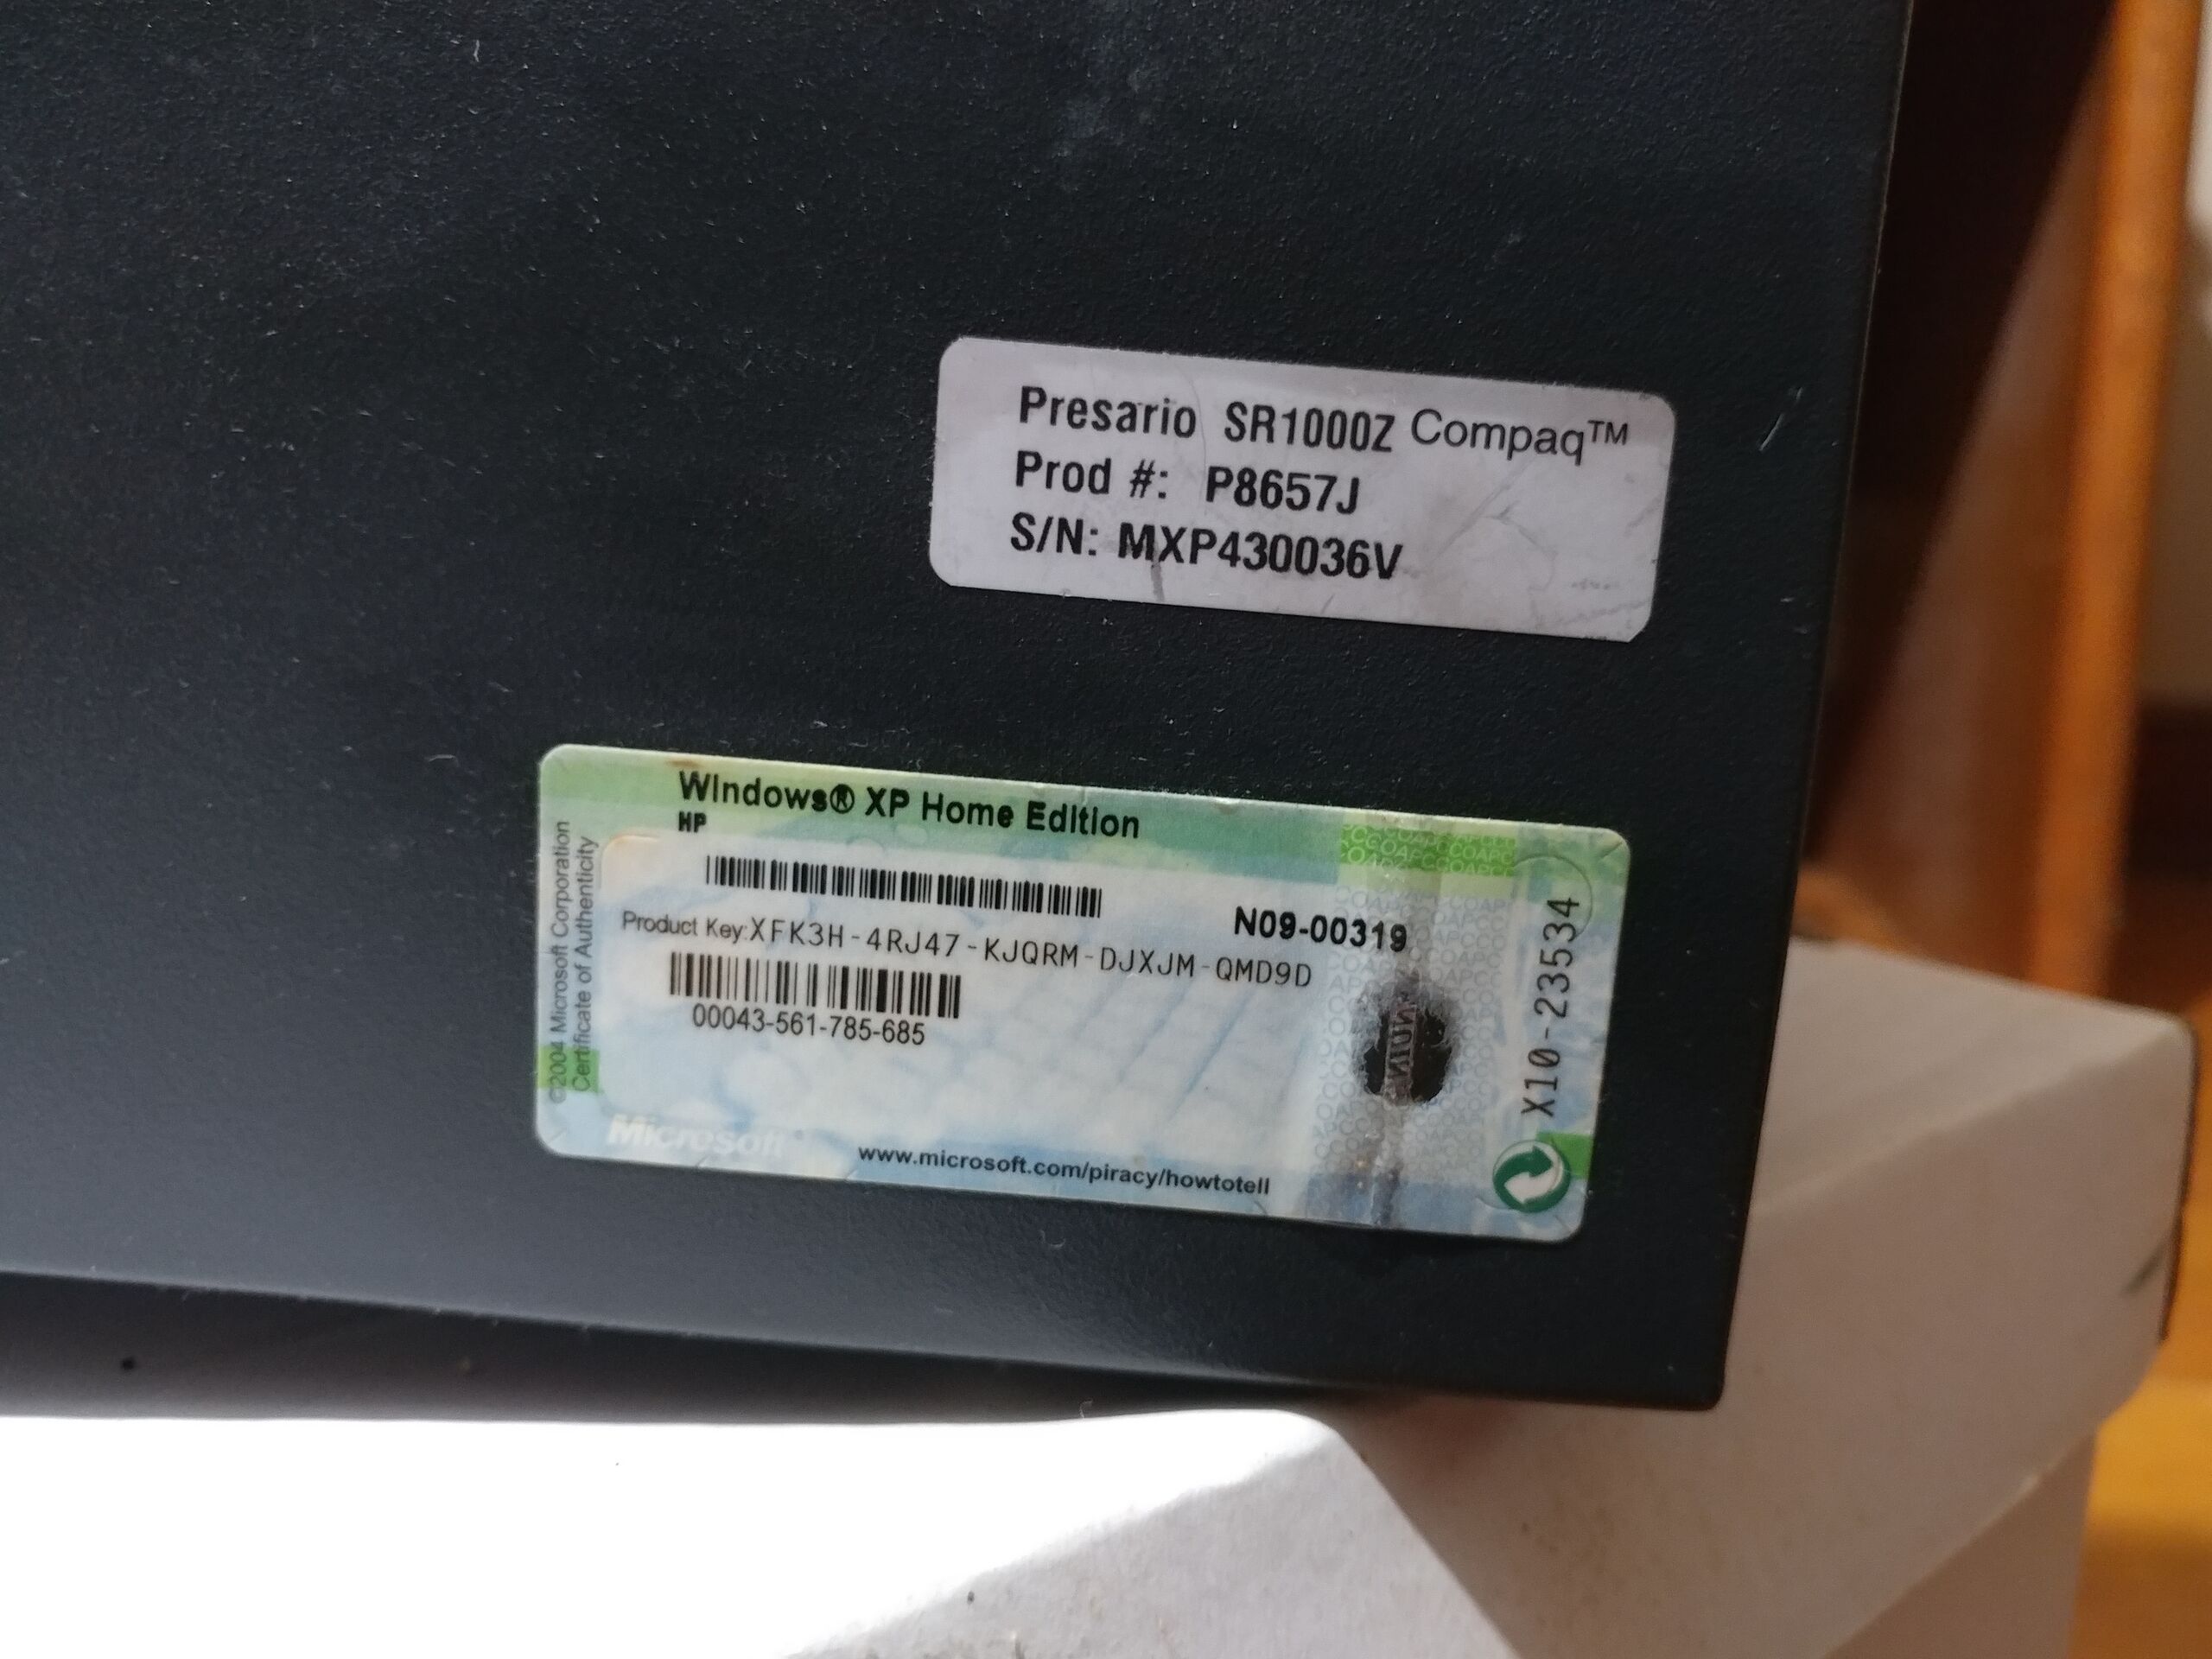 Presario SR1000Z Compaq™
Prod #: P8657J
S/N: MXP430036V
Windows® XP Home Edition
HP
©2004 Microsoft Corporation
Certificate of Authenticity
N09-00319
Product Key:XFK3H-4RJ47-KJQRM-DJXJM-QMD9D
00043-561-785-685
X10-23534
Microsoft
www.microsoft.com/piracy/howtotell